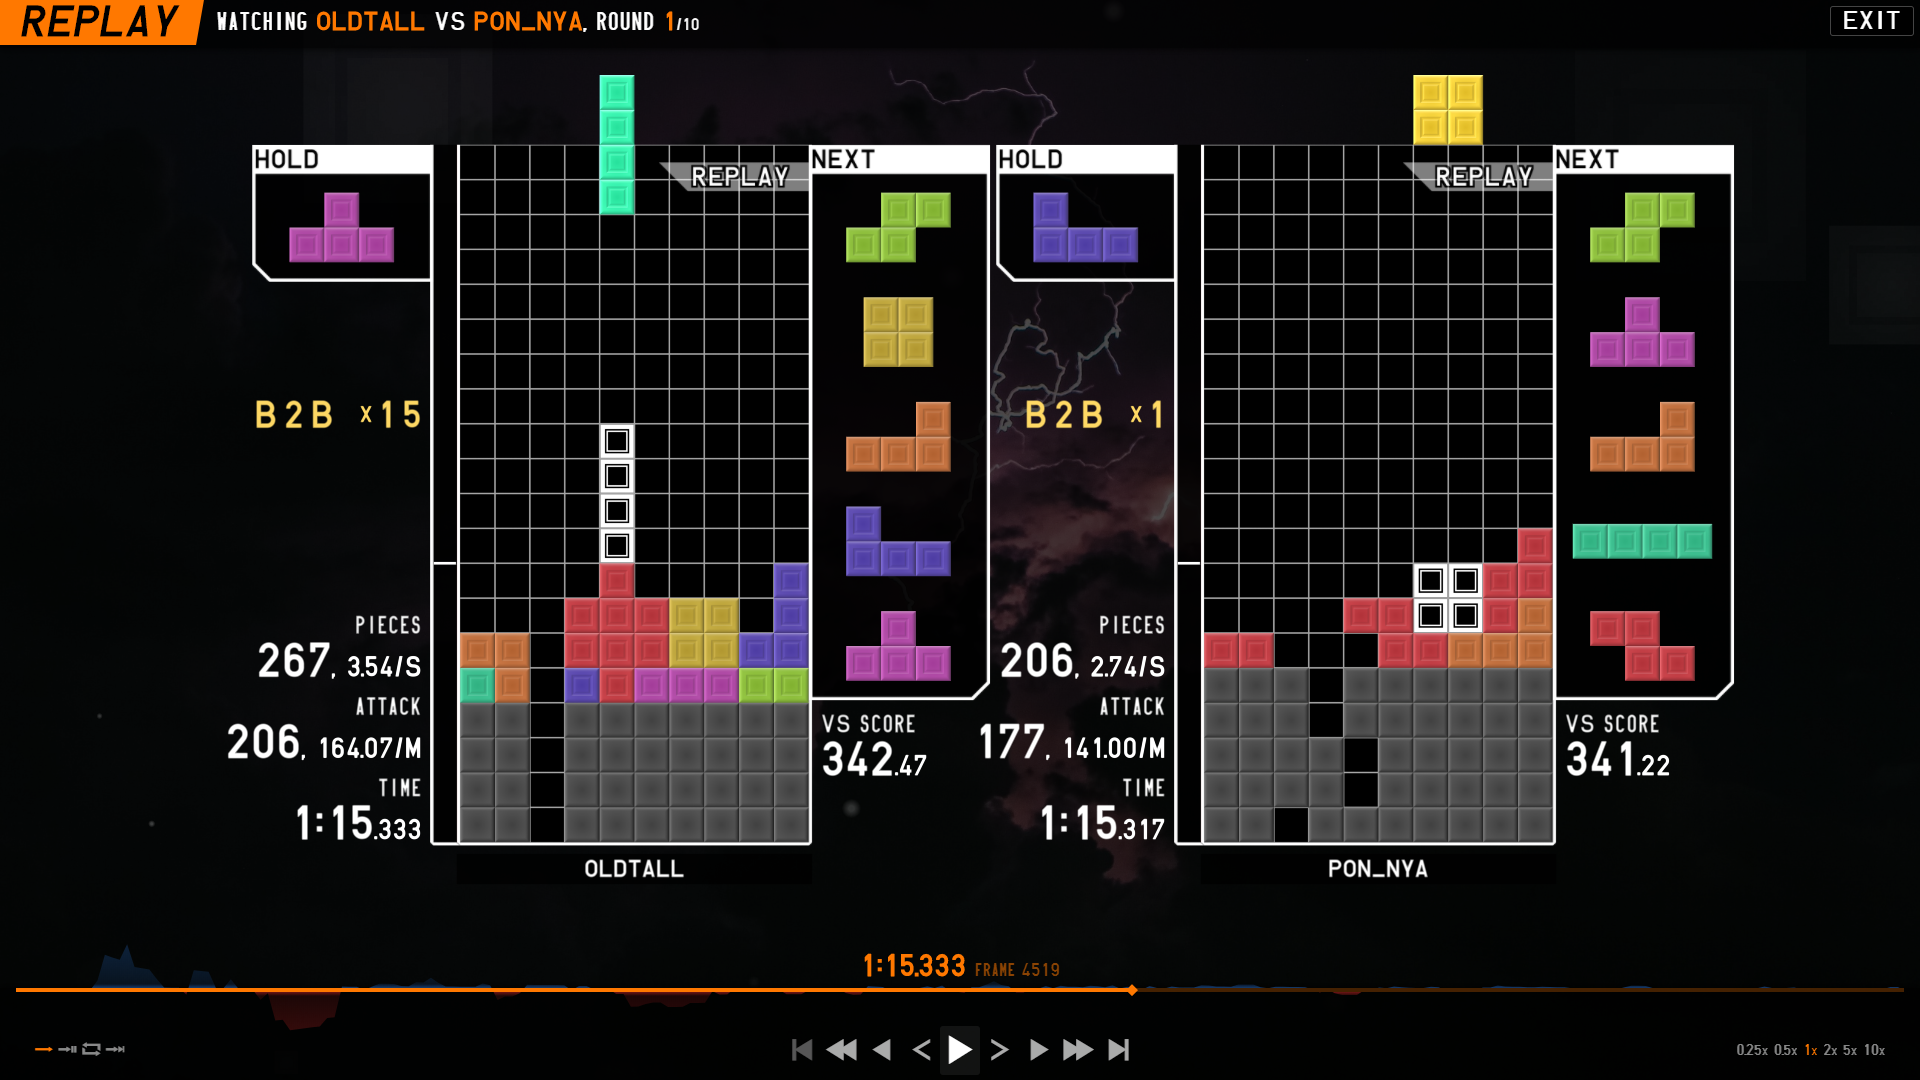 REPLAY
WATCHING OLDTALL VS PON_NYA, ROUND 1/10
EXIT
HOLD
REPLAY
NEXT
B2B x15
PIECES
267, 3.54/S
ATTACK
206, 164.07/M
TIME
1:15.333
VS SCORE
342.47
OLDTALL
HOLD
REPLAY
NEXT
B2B x1
PIECES
206, 2.74/S
ATTACK
177, 141.00/M
TIME
1:15.317
VS SCORE
341.22
PON_NYA
1:15.333 FRAME 4519
0.25x 0.5x 1x 2x 5x 10x